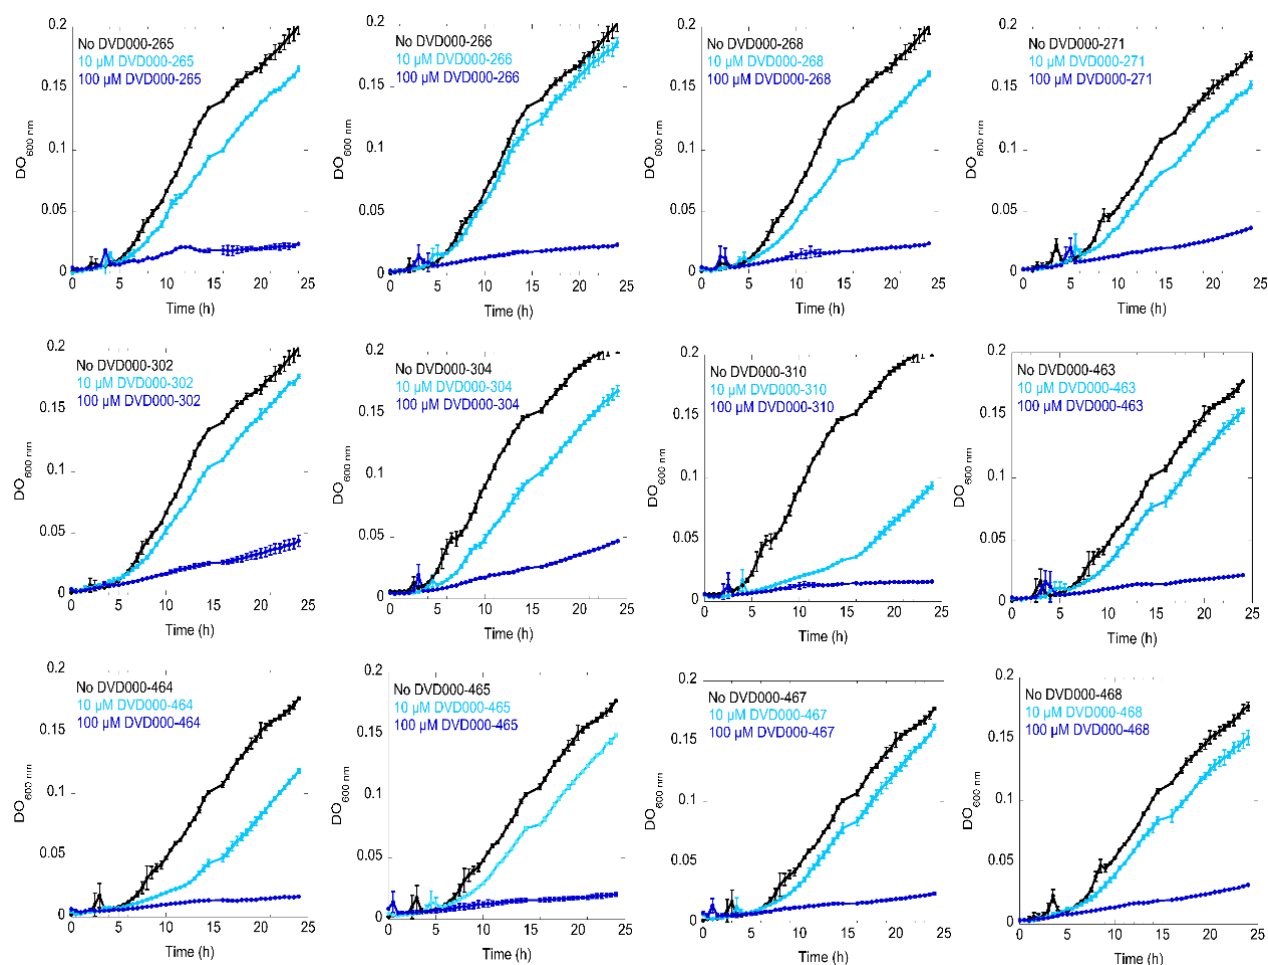 0.2
No DVD000-265
10 µM DVD000-265
100 µM DVD000-265
0.15
0.1
0.05
0
DO600 nm
0 5 10 15 20 25
Time (h)
0.2
No DVD000-266
10 µM DVD000-266
100 µM DVD000-266
0.15
0.1
0.05
0
DO600 nm
0 5 10 15 20 25
Time (h)
0.2
No DVD000-268
10 µM DVD000-268
100 µM DVD000-268
0.15
0.1
0.05
0
DO600 nm
0 5 10 15 20 25
Time (h)
0.2
No DVD000-271
10 µM DVD000-271
100 µM DVD000-271
0.15
0.1
0.05
0
DO600 nm
0 5 10 15 20 25
Time (h)
0.2
No DVD000-302
10 µM DVD000-302
100 µM DVD000-302
0.15
0.1
0.05
0
DO600 nm
0 5 10 15 20 25
Time (h)
0.2
No DVD000-304
10 µM DVD000-304
100 µM DVD000-304
0.15
0.1
0.05
0
DO600 nm
0 5 10 15 20 25
Time (h)
0.2
No DVD000-310
10 µM DVD000-310
100 µM DVD000-310
0.15
0.1
0.05
0
DO600 nm
0 5 10 15 20 25
Time (h)
0.2
No DVD000-463
10 µM DVD000-463
100 µM DVD000-463
0.15
0.1
0.05
0
DO600 nm
0 5 10 15 20 25
Time (h)
0.2
No DVD000-464
10 µM DVD000-464
100 µM DVD000-464
0.15
0.1
0.05
0
DO600 nm
0 5 10 15 20 25
Time (h)
0.2
No DVD000-465
10 µM DVD000-465
100 µM DVD000-465
0.15
0.1
0.05
0
DO600 nm
0 5 10 15 20 25
Time (h)
0.2
No DVD000-467
10 µM DVD000-467
100 µM DVD000-467
0.15
0.1
0.05
0
DO600 nm
0 5 10 15 20 25
Time (h)
0.2
No DVD000-468
10 µM DVD000-468
100 µM DVD000-468
0.15
0.1
0.05
0
DO600 nm
0 5 10 15 20 25
Time (h)